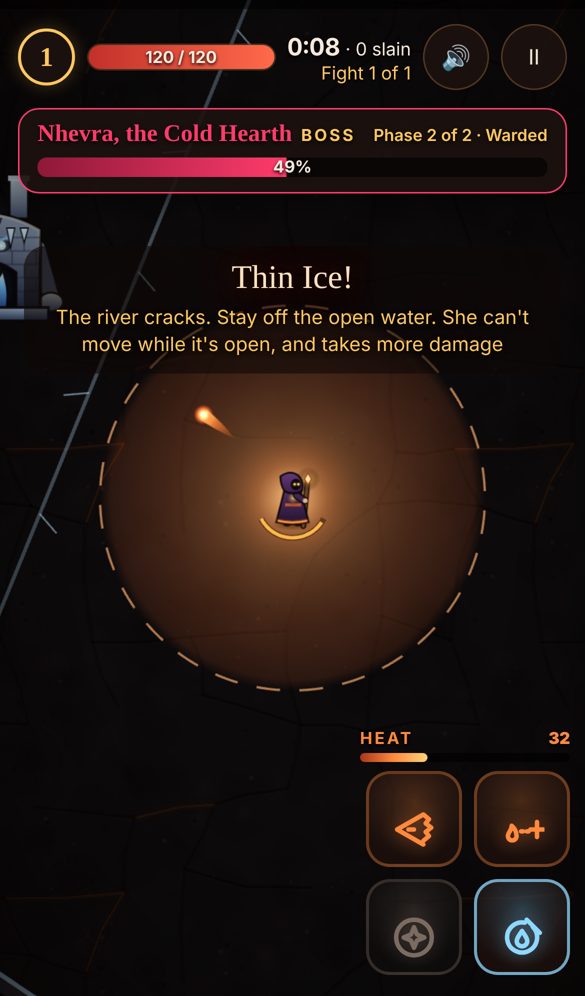 1
120 / 120
0:08 · 0 slain
Fight 1 of 1
Nhevra, the Cold Hearth BOSS Phase 2 of 2 · Warded
49%
Thin Ice!
The river cracks. Stay off the open water. She can't
move while it's open, and takes more damage
HEAT 32